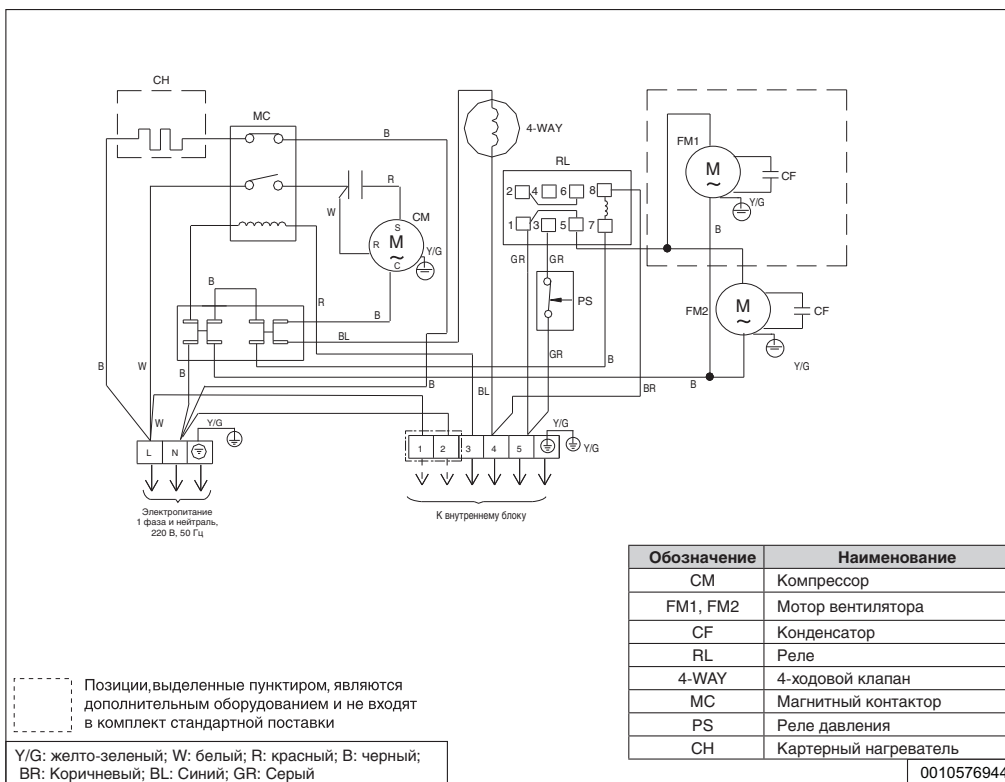 CH
MC
B
4-WAY
RL
R
W
CM
S
R M
~
C
Y/G
2 4 6 8
1 3 5 7
GR GR
PS
GR
FM1
M
~
CF
Y/G
B
FM2
M
~
CF
Y/G
B
R
B
BL
B W B
B
BL
B
BR
B
W
Y/G
L N
Y/G
Y/G
1 2 3 4 5
Электропитание
1 фаза и нейтраль,
220 В, 50 Гц
К внутреннему блоку
Обозначение Наименование
CM Компрессор
FM1, FM2 Мотор вентилятора
CF Конденсатор
RL Реле
4-WAY 4-ходовой клапан
MC Магнитный контактор
PS Реле давления
CH Картерный нагреватель
Позиции,выделенные пунктиром, являются
дополнительным оборудованием и не входят
в комплект стандартной поставки
Y/G: желто-зеленый; W: белый; R: красный; B: черный;
BR: Коричневый; BL: Синий; GR: Серый
0010576944